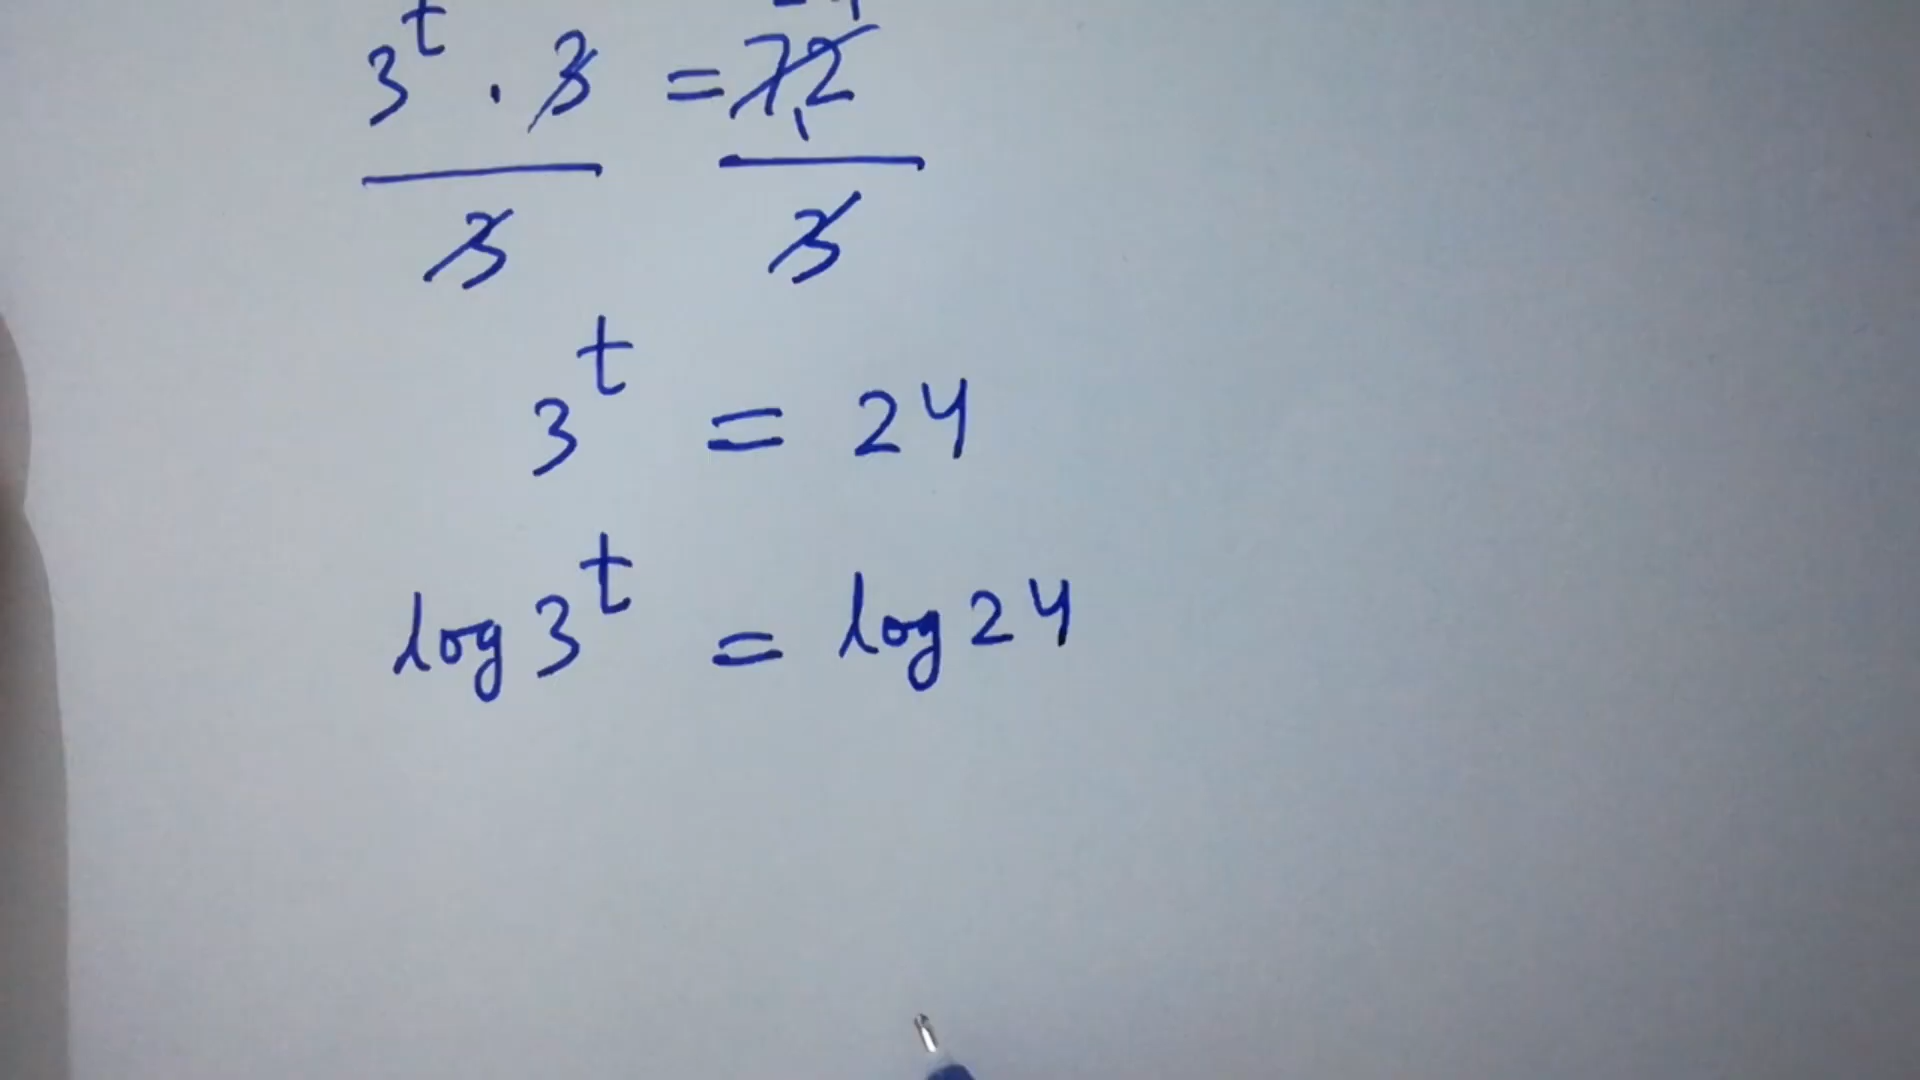 3^t . 3 = 72
3 3
3^t = 24
log 3^t = log 24